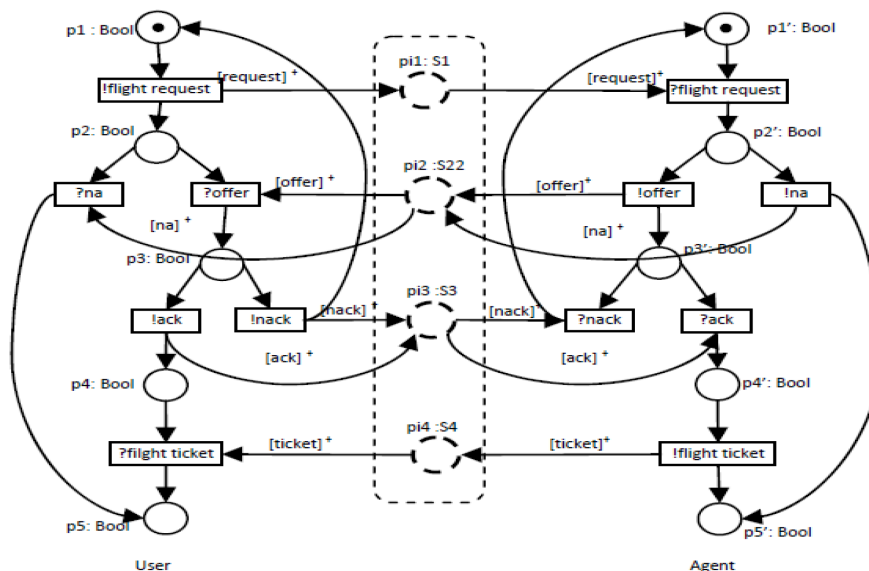 p1 : Bool
p1': Bool
pi1: S1
[request] +
[request]+
!flight request
?flight request
p2: Bool
p2': Bool
pi2 :S22
?na
?offer
[offer] +
[offer]+
!offer
!na
[na] +
[na] +
p3: Bool
p3': Bool
pi3 :S3
!ack
!nack
[nack] +
[nack]+
?nack
?ack
[ack] +
[ack] +
p4: Bool
p4': Bool
pi4 :S4
?filght ticket
[ticket]+
[ticket]+
!flight ticket
p5: Bool
p5': Bool
User
Agent